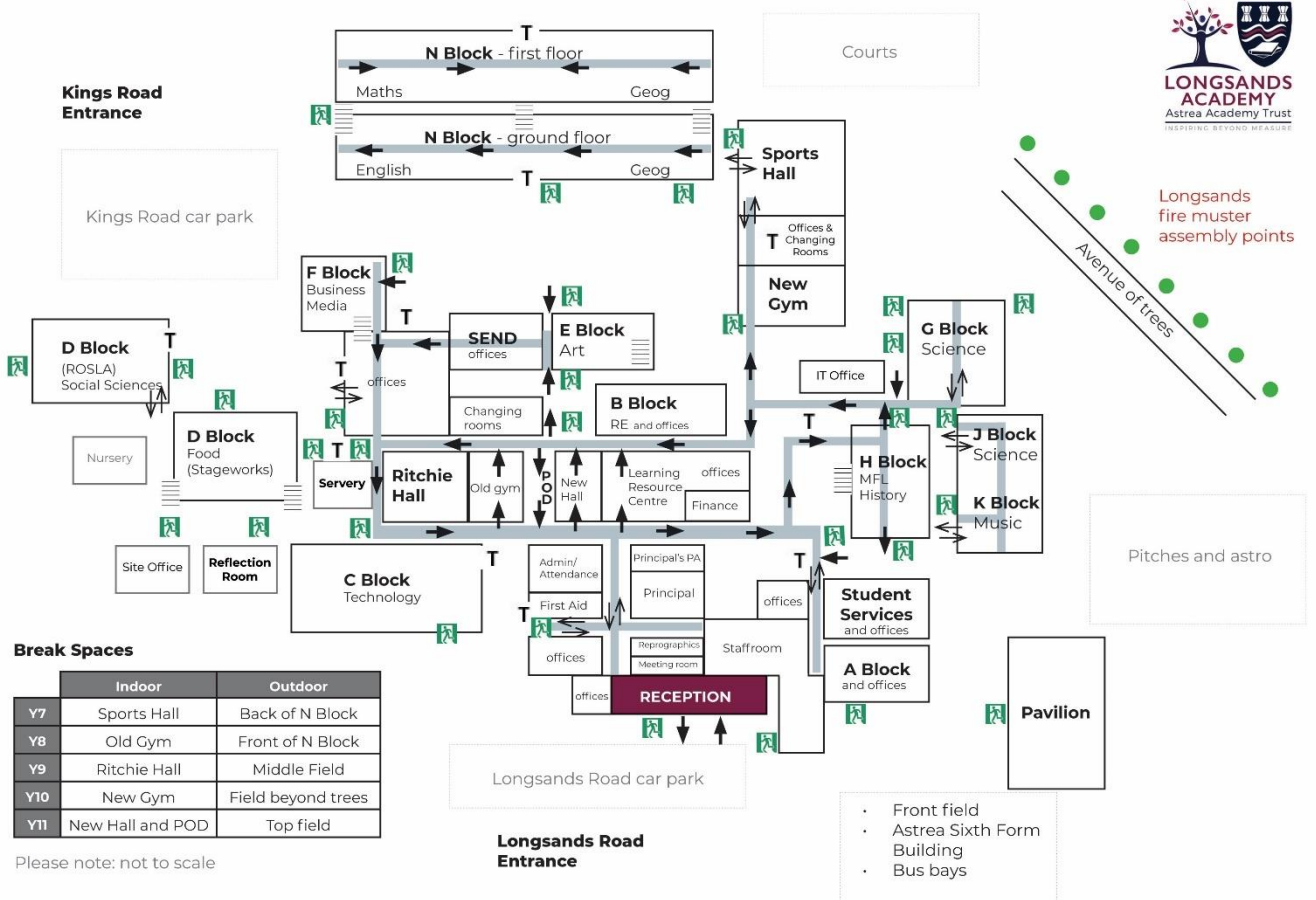 T
N Block - first floor
Maths
Geog
N Block - ground floor
English
Geog
T
Courts
LONGSANDS
ACADEMY
Astrea Academy Trust
INSPIRING BEYOND MEASURE
Kings Road
Entrance
Kings Road car park
Sports
Hall
T
Offices &
Changing
Rooms
New
Gym
Longsands
fire muster
assembly points
Avenue of trees
F Block
Business
Media
T
SEND
offices
E Block
Art
G Block
Science
D Block
(ROSLA)
Social Sciences
T
T
offices
IT Office
Changing
rooms
B Block
RE and offices
T
D Block
Food
(Stageworks)
Nursery
T
Servery
Ritchie
Hall
Old gym
POD
New
Hall
Learning
Resource
Centre
offices
Finance
H Block
MFL
History
J Block
Science
K Block
Music
Pitches and astro
Site Office
Reflection
Room
C Block
Technology
T
Admin/
Attendance
First Aid
T
offices
Principal's PA
Principal
Reprographics
Meeting room
offices
Staffroom
T
Student
Services
and offices
A Block
and offices
offices
RECEPTION
Pavilion
Break Spaces
Indoor Outdoor
Y7 Sports Hall Back of N Block
Y8 Old Gym Front of N Block
Y9 Ritchie Hall Middle Field
Y10 New Gym Field beyond trees
Y11 New Hall and POD Top field
Please note: not to scale
Longsands Road car park
Longsands Road
Entrance
• Front field
• Astrea Sixth Form
Building
• Bus bays